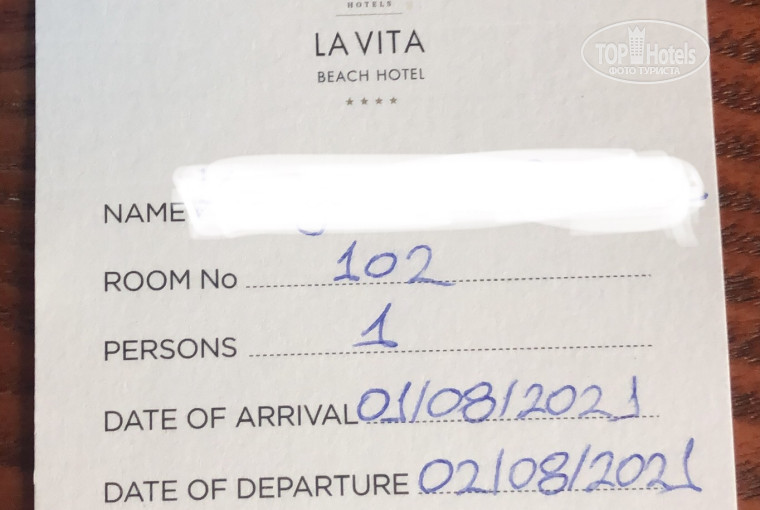 HOTELS
LA VITA
BEACH HOTEL
TOP Hotels
ФОТО ТУРИСТА
NAME
ROOM No 102
PERSONS 1
DATE OF ARRIVAL 01/08/2021
DATE OF DEPARTURE 02/08/2021